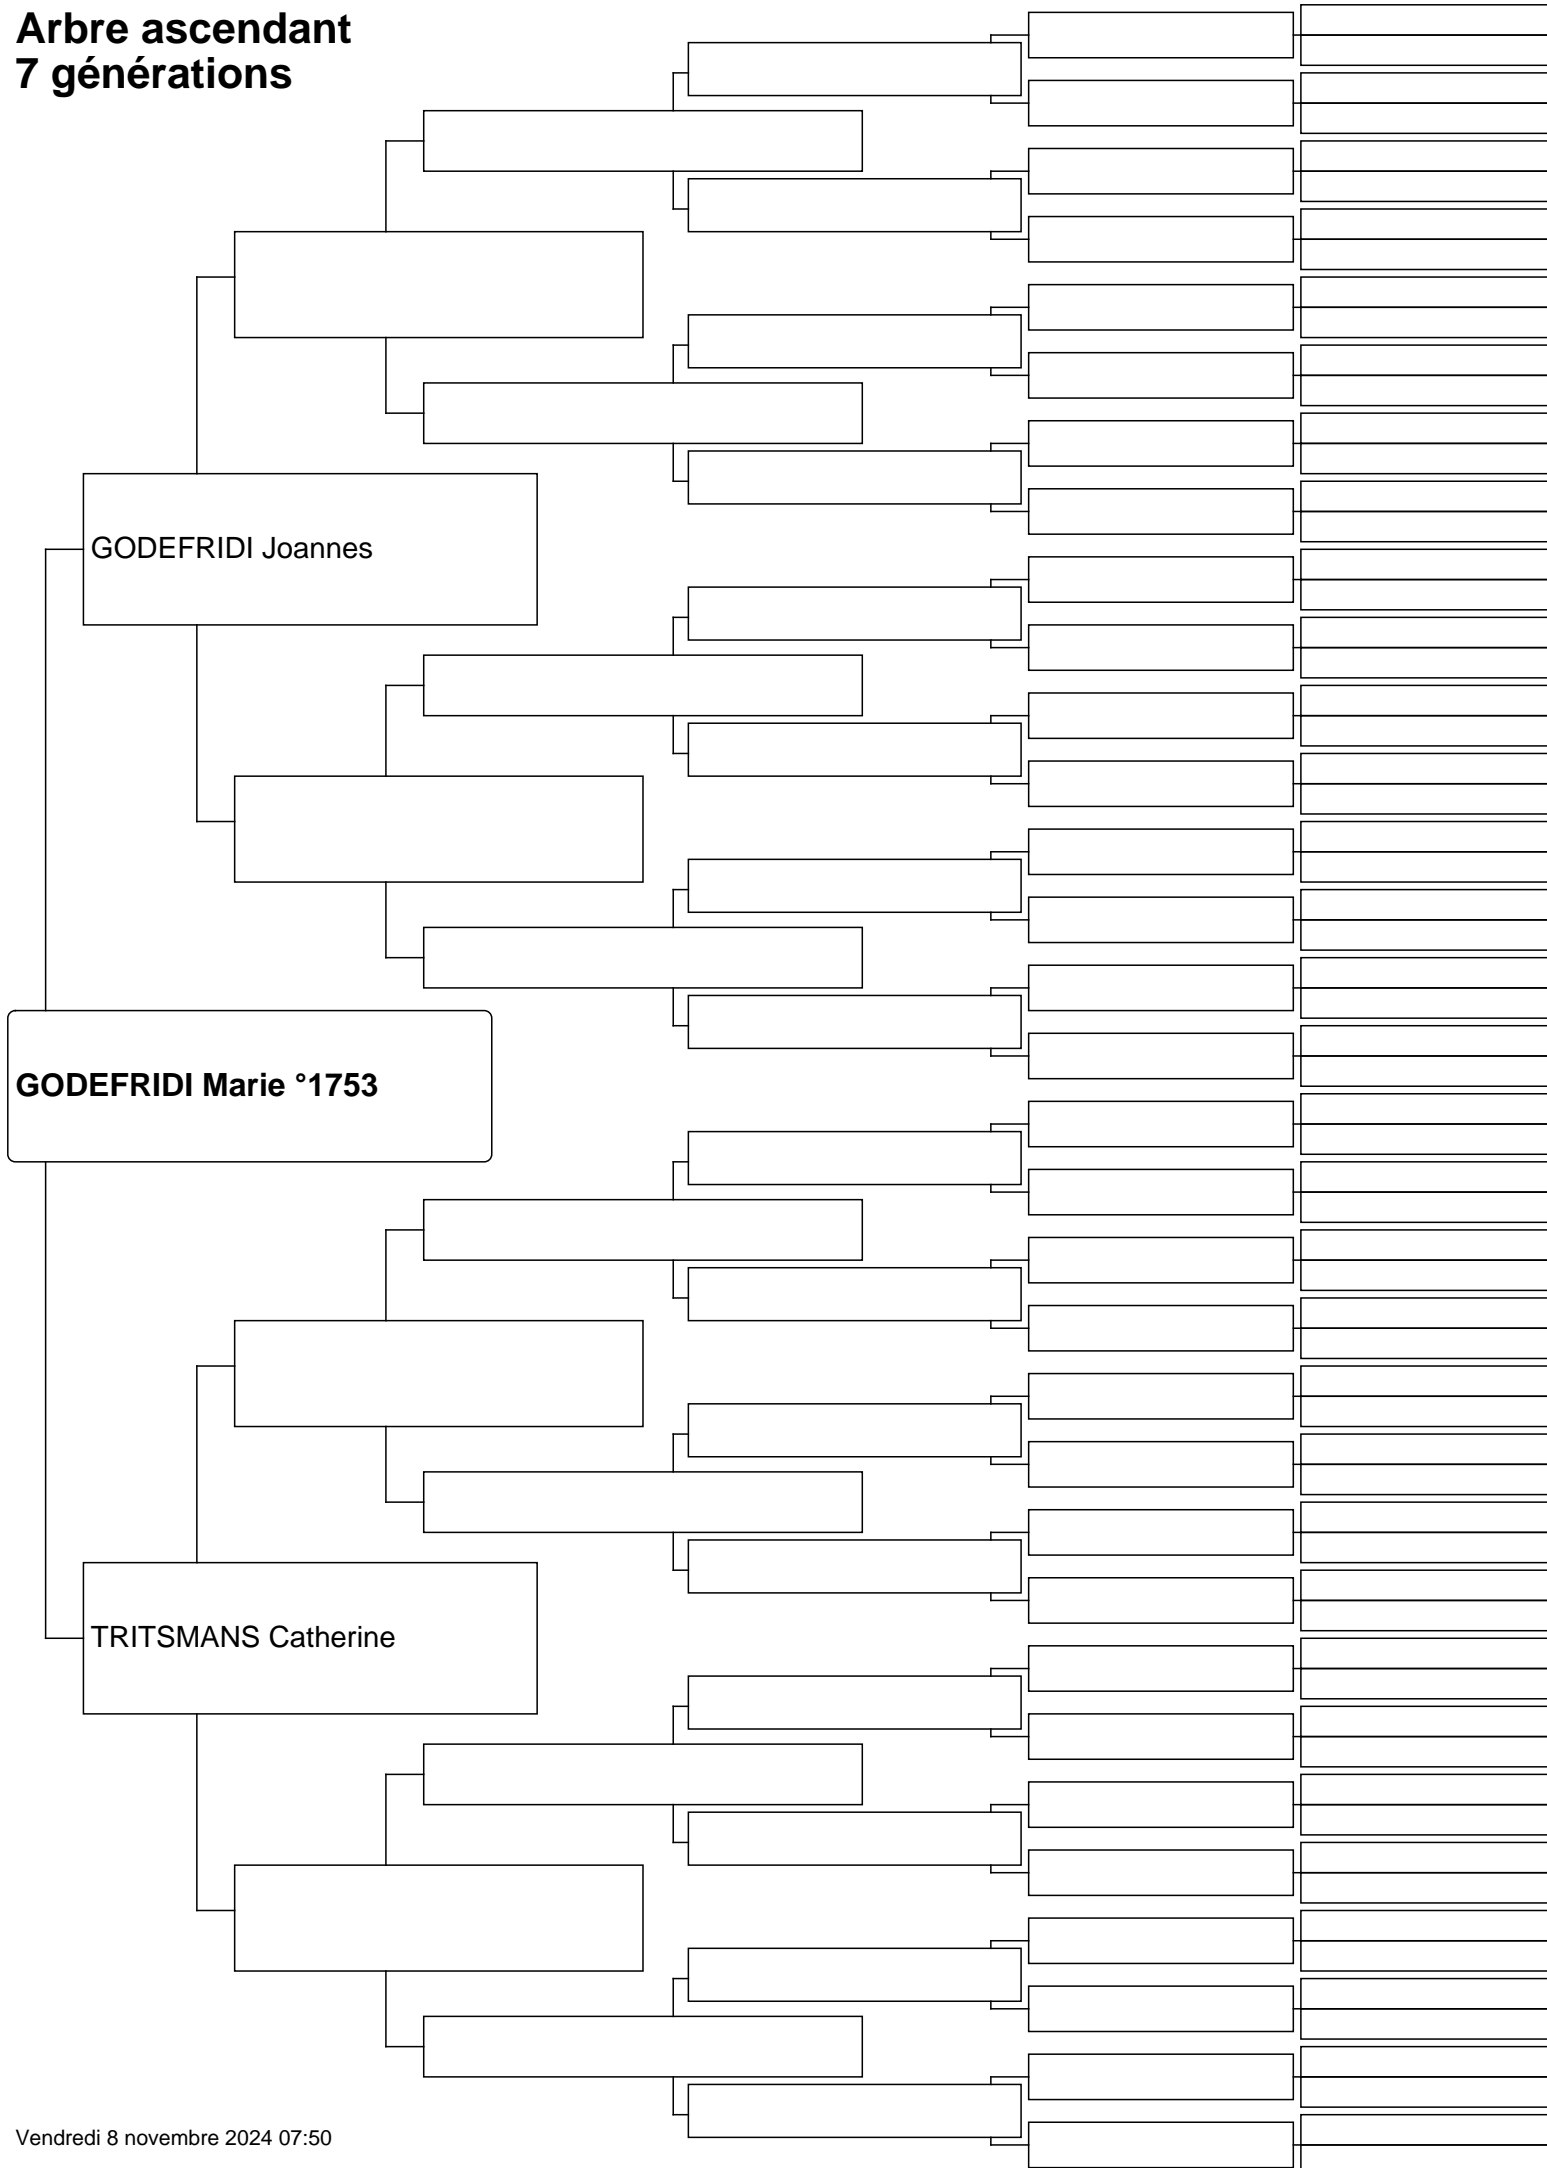 Arbre ascendant
7 générations
GODEFRIDI Joannes
GODEFRIDI Marie °1753
TRITSMANS Catherine
Vendredi 8 novembre 2024 07:50